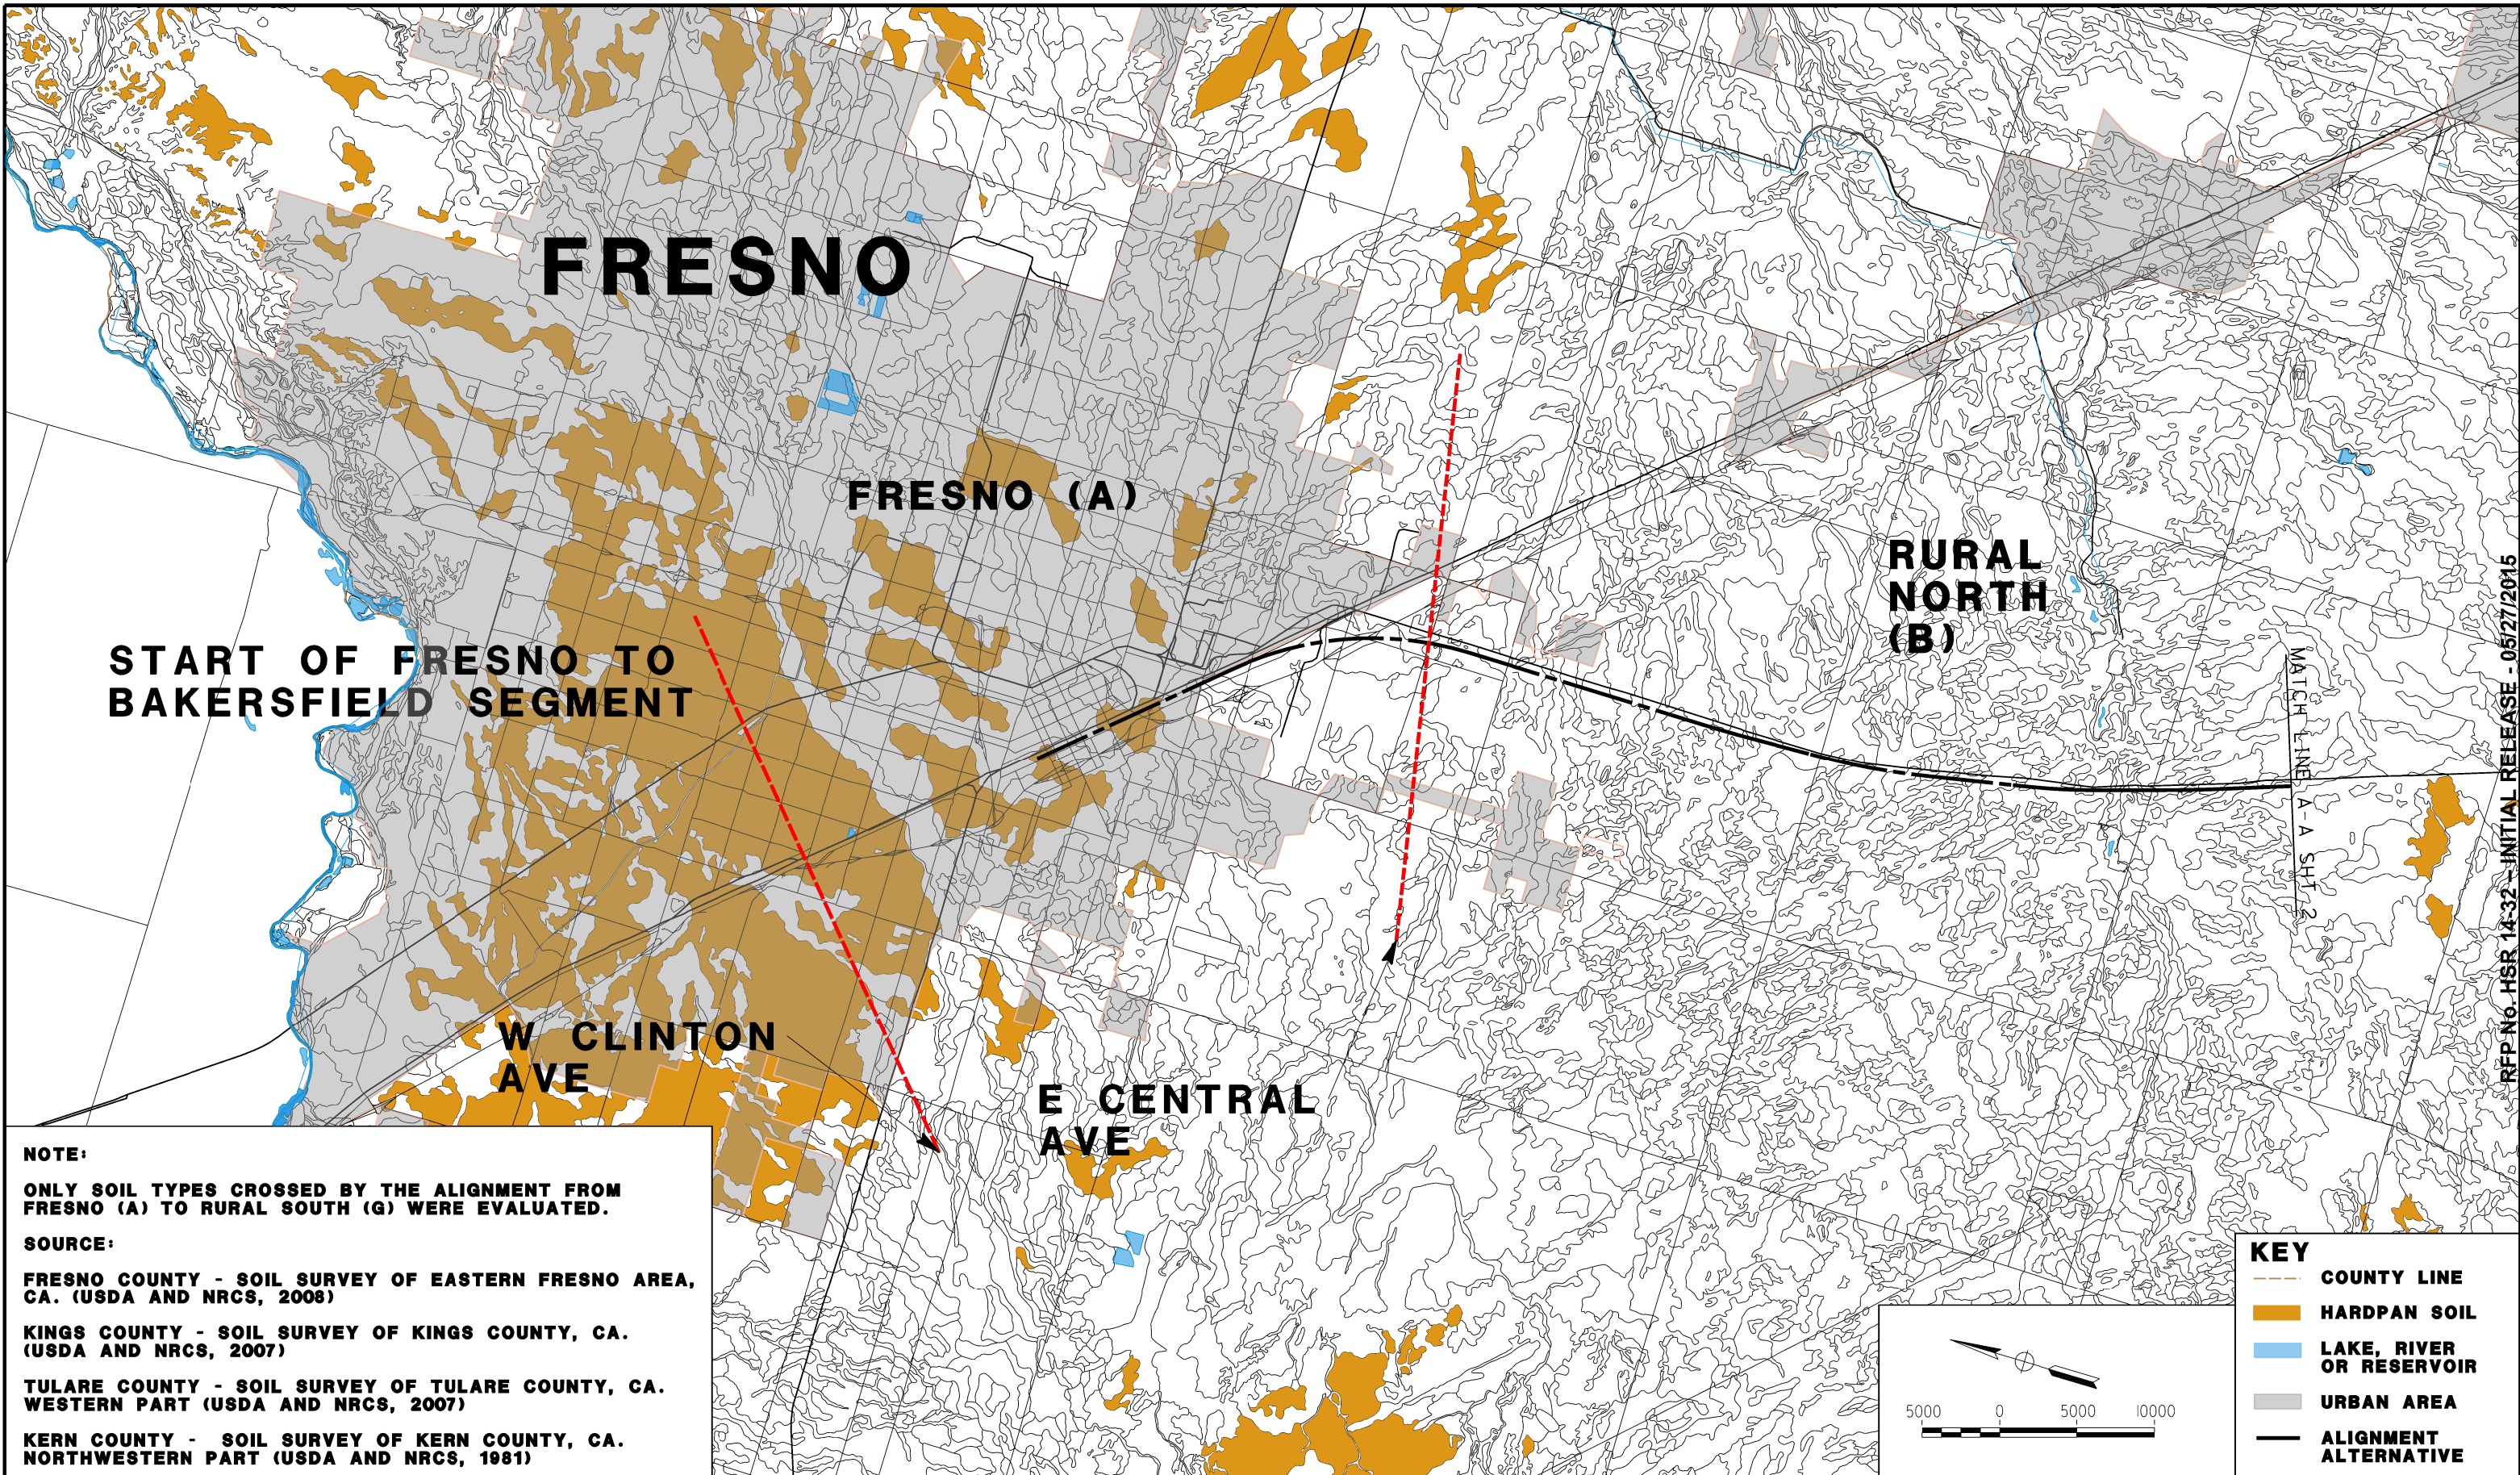 FRESNO
FRESNO (A)
RURAL
NORTH
(B)
START OF FRESNO TO
BAKERSFIELD SEGMENT
MATCH LINE A-A SHT 2
RFP No. HSR 14-32 - INITIAL RELEASE - 05/27/2015
W CLINTON
AVE
E CENTRAL
AVE
NOTE:
ONLY SOIL TYPES CROSSED BY THE ALIGNMENT FROM
FRESNO (A) TO RURAL SOUTH (G) WERE EVALUATED.
SOURCE:
FRESNO COUNTY - SOIL SURVEY OF EASTERN FRESNO AREA,
CA. (USDA AND NRCS, 2008)
KINGS COUNTY - SOIL SURVEY OF KINGS COUNTY, CA.
(USDA AND NRCS, 2007)
TULARE COUNTY - SOIL SURVEY OF TULARE COUNTY, CA.
WESTERN PART (USDA AND NRCS, 2007)
KERN COUNTY - SOIL SURVEY OF KERN COUNTY, CA.
NORTHWESTERN PART (USDA AND NRCS, 1981)
5000 0 5000 10000
KEY
COUNTY LINE
HARDPAN SOIL
LAKE, RIVER
OR RESERVOIR
URBAN AREA
ALIGNMENT
ALTERNATIVE